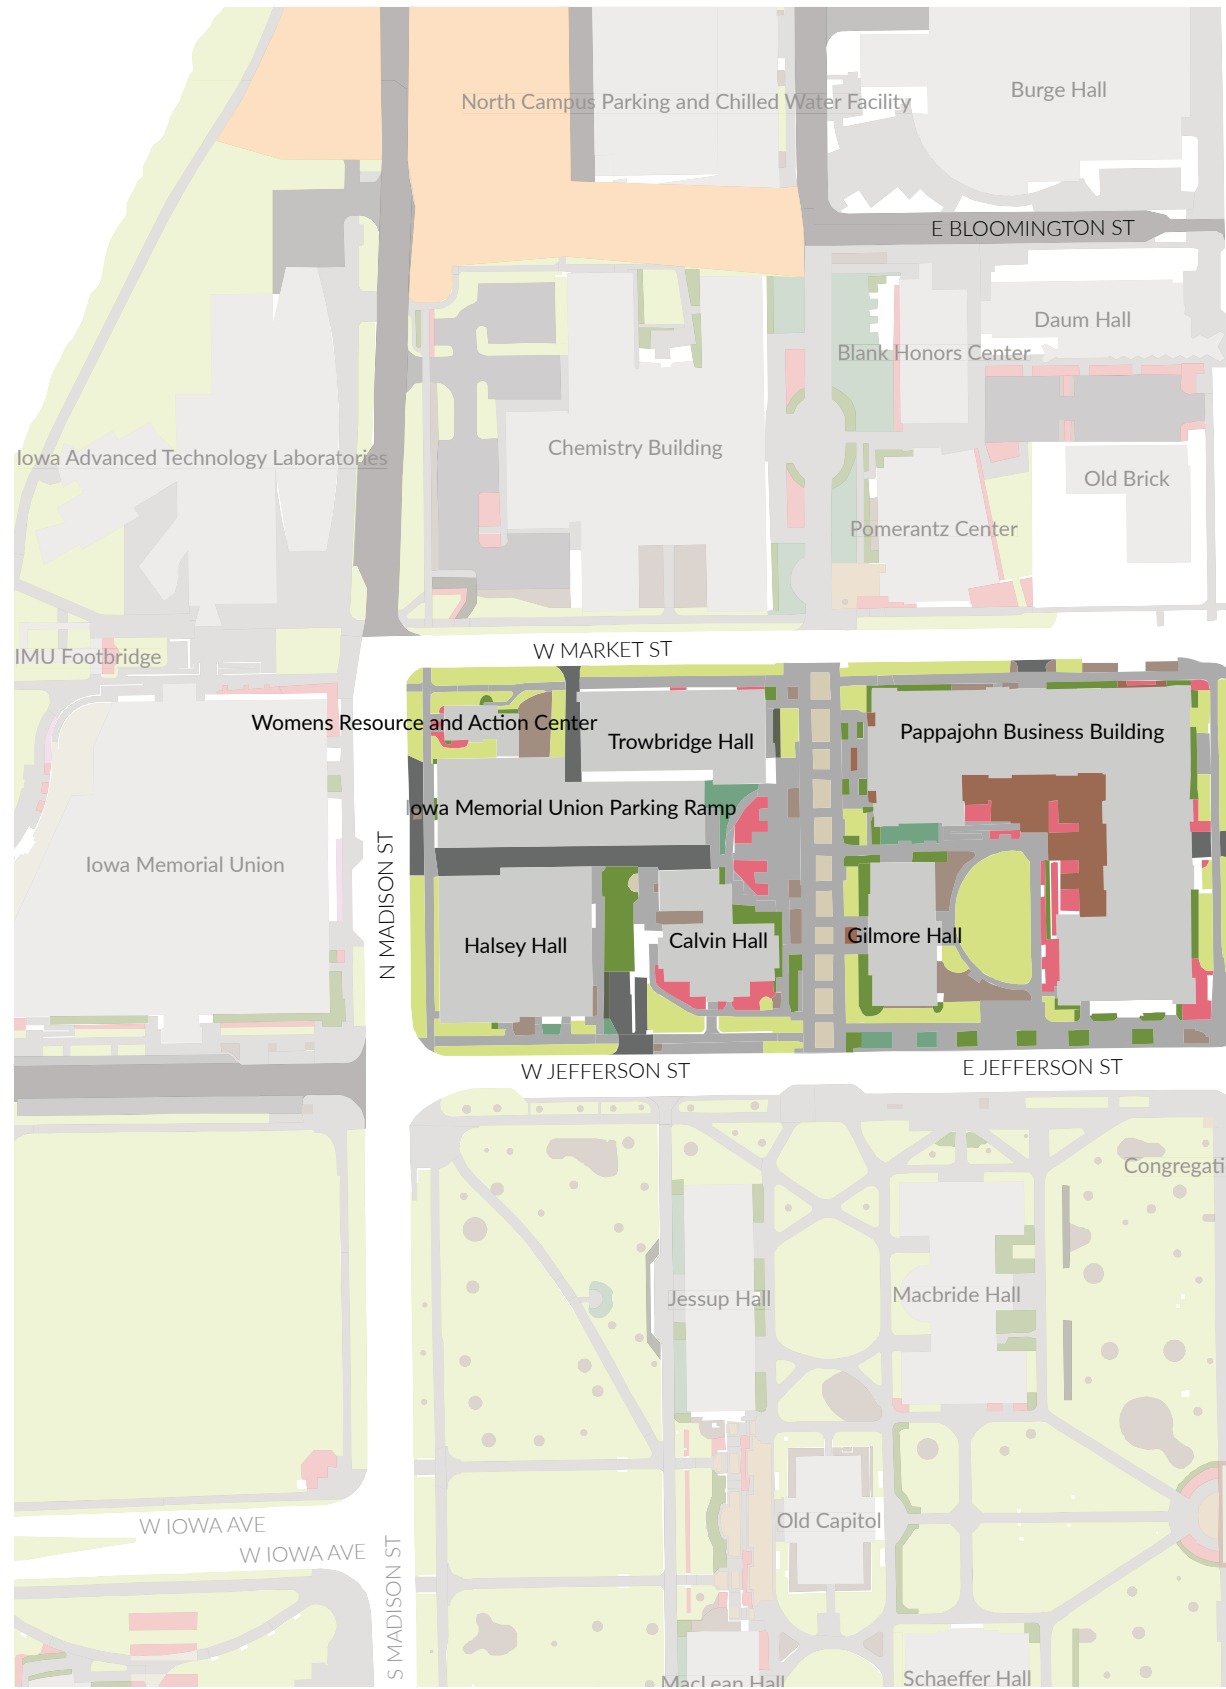 North Campus Parking and Chilled Water Facility
Burge Hall
E BLOOMINGTON ST
Daum Hall
Blank Honors Center
Chemistry Building
Iowa Advanced Technology Laboratories
Old Brick
Pomerantz Center
W MARKET ST
IMU Footbridge
Womens Resource and Action Center
Trowbridge Hall
Pappajohn Business Building
Iowa Memorial Union Parking Ramp
Iowa Memorial Union
N MADISON ST
Halsey Hall
Calvin Hall
Gilmore Hall
W JEFFERSON ST
E JEFFERSON ST
Congregati
Jessup Hall
Macbride Hall
W IOWA AVE
Old Capitol
W IOWA AVE
S MADISON ST
MacLean Hall
Schaeffer Hall